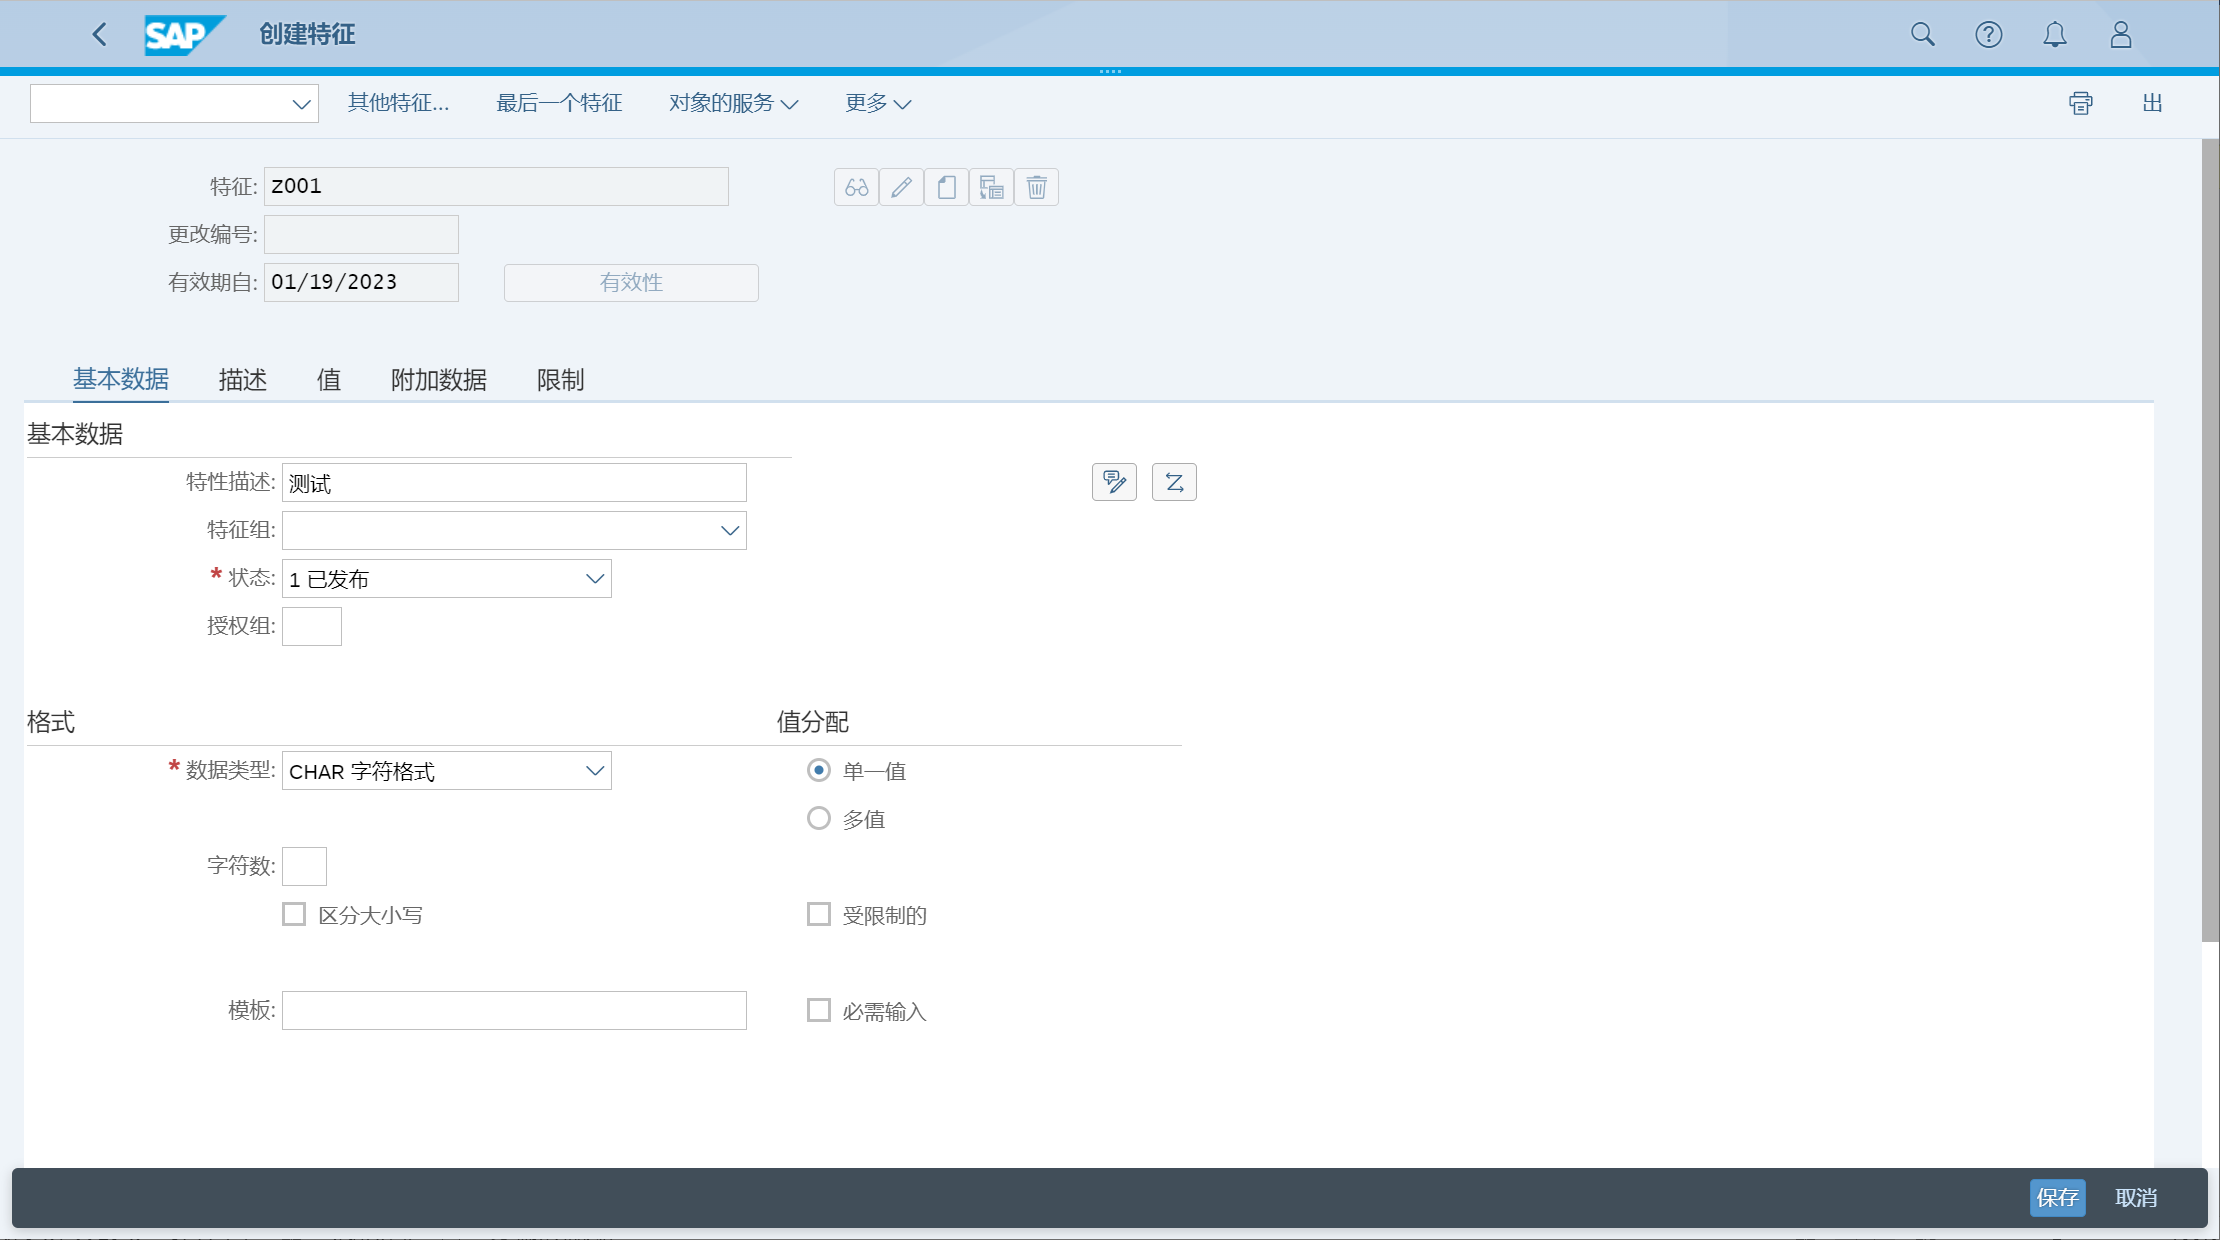 SAP 创建特征
其他特征... 最后一个特征 对象的服务 更多 出
特征: Z001
更改编号:
有效期自: 01/19/2023 有效性
基本数据 描述 值 附加数据 限制
基本数据
特性描述: 测试
特征组:
* 状态: 1 已发布
授权组:
格式 值分配
* 数据类型: CHAR 字符格式 单一值
多值
字符数:
区分大小写 受限制的
模板: 必需输入
保存 取消